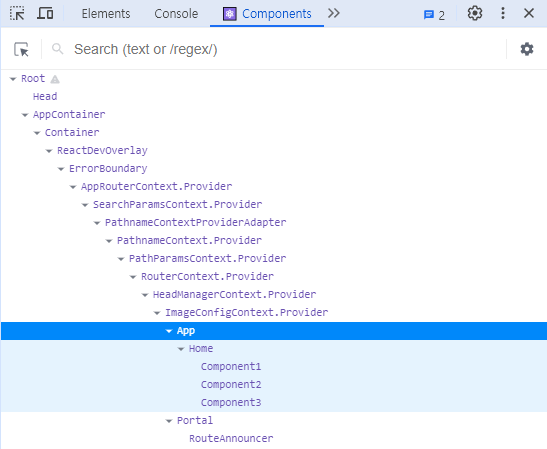 Elements Console Components 2
Search (text or /regex/)
Root
Head
AppContainer
Container
ReactDevOverlay
ErrorBoundary
AppRouterContext.Provider
SearchParamsContext.Provider
PathnameContextProviderAdapter
PathnameContext.Provider
PathParamsContext.Provider
RouterContext.Provider
HeadManagerContext.Provider
ImageConfigContext.Provider
App
Home
Component1
Component2
Component3
Portal
RouteAnnouncer